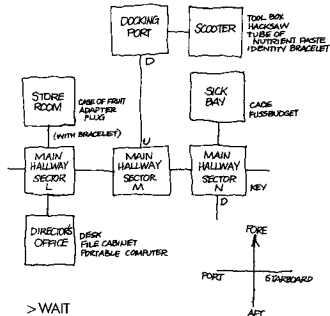 DOCKING
PORT
SCOOTER
TOOL BOX
HACKSAW
TUBE OF
NUTRIENT PASTE
IDENTITY BRACELET
D
STORE
ROOM
CASE OF FRUIT
ADAPTER
PLUG
(WITH BRACELET)
SICK
BAY
CAGE
FUSSBUDGET
U
MAIN
HALLWAY
SECTOR
L
MAIN
HALLWAY
SECTOR
M
MAIN
HALLWAY
SECTOR
N
KEY
D
DIRECTOR'S
OFFICE
DESK
FILE CABINET
PORTABLE COMPUTER
FORE
PORT
STARBOARD
AFT
>WAIT